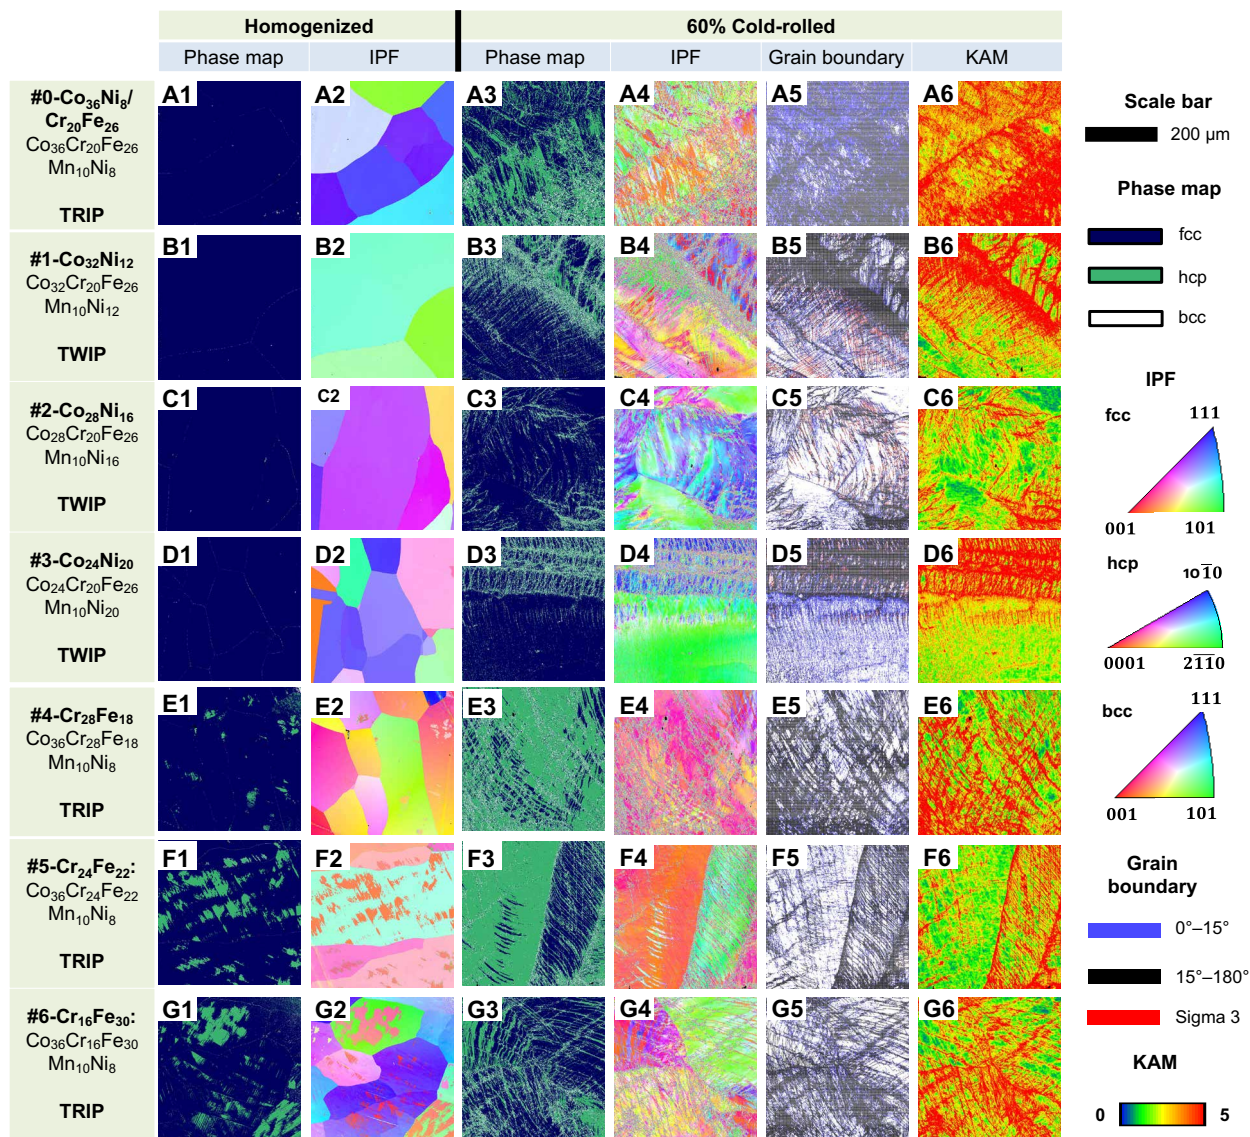 Homogenized 60% Cold-rolled
Phase map IPF Phase map IPF Grain boundary KAM
#0-Co₃₆Ni₈/
Cr₂₀Fe₂₆
Co₃₆Cr₂₀Fe₂₆
Mn₁₀Ni₈
TRIP
A1 A2 A3 A4 A5 A6
#1-Co₃₂Ni₁₂
Co₃₂Cr₂₀Fe₂₆
Mn₁₀Ni₁₂
TWIP
B1 B2 B3 B4 B5 B6
#2-Co₂₈Ni₁₆
Co₂₈Cr₂₀Fe₂₆
Mn₁₀Ni₁₆
TWIP
C1 C2 C3 C4 C5 C6
#3-Co₂₄Ni₂₀
Co₂₄Cr₂₀Fe₂₆
Mn₁₀Ni₂₀
TWIP
D1 D2 D3 D4 D5 D6
#4-Cr₂₈Fe₁₈
Co₃₆Cr₂₈Fe₁₈
Mn₁₀Ni₈
TRIP
E1 E2 E3 E4 E5 E6
#5-Cr₂₄Fe₂₂:
Co₃₆Cr₂₄Fe₂₂
Mn₁₀Ni₈
TRIP
F1 F2 F3 F4 F5 F6
#6-Cr₁₆Fe₃₀:
Co₃₆Cr₁₆Fe₃₀
Mn₁₀Ni₈
TRIP
G1 G2 G3 G4 G5 G6
Scale bar
200 µm
Phase map
fcc
hcp
bcc
IPF
fcc 111
001 101
hcp 101̅0
0001 21̅1̅0
bcc
111
001 101
Grain
boundary
0°–15°
15°–180°
Sigma 3
KAM
0 5